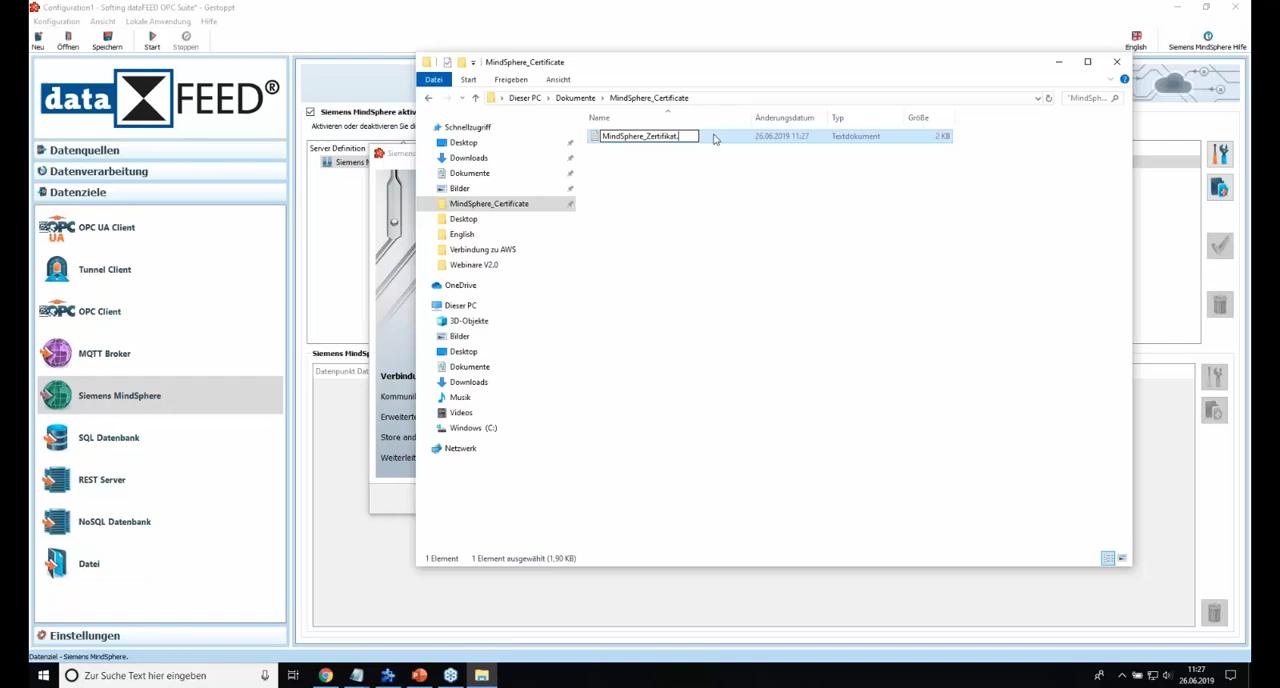 Configuration1 - Softing dataFEED OPC Suite* - Gestoppt
Konfiguration Ansicht Lokale Anwendung Hilfe
Neu Öffnen Speichern Start Stoppen English Siemens MindSphere Hilfe
data FEED®
Datenquellen
Datenverarbeitung
Datenziele
OPC UA Client
Tunnel Client
OPC Client
MQTT Broker
Siemens MindSphere
SQL Datenbank
REST Server
NoSQL Datenbank
Datei
Einstellungen
Datenziel - Siemens MindSphere.
Siemens MindSphere aktiv
Aktivieren oder deaktivieren Sie di
Server Definition
Siemens M
Siemens
Verbindu
Kommuni
Erweiterte
Store and
Weiterleit
Siemens MindSp
Datenpunkt Dat
MindSphere_Certificate
Datei Start Freigeben Ansicht
Dieser PC Dokumente MindSphere_Certificate "MindSph...
Name Änderungsdatum Typ Größe
MindSphere_Zertifikat. 26.06.2019 11:27 Textdokument 2 KB
Schnellzugriff
Desktop
Downloads
Dokumente
Bilder
MindSphere_Certificate
Desktop
English
Verbindung zu AWS
Webinare V2.0
OneDrive
Dieser PC
3D-Objekte
Bilder
Desktop
Dokumente
Downloads
Musik
Videos
Windows (C:)
Netzwerk
1 Element 1 Element ausgewählt (1,90 KB)
Zur Suche Text hier eingeben
11:27
26.06.2019